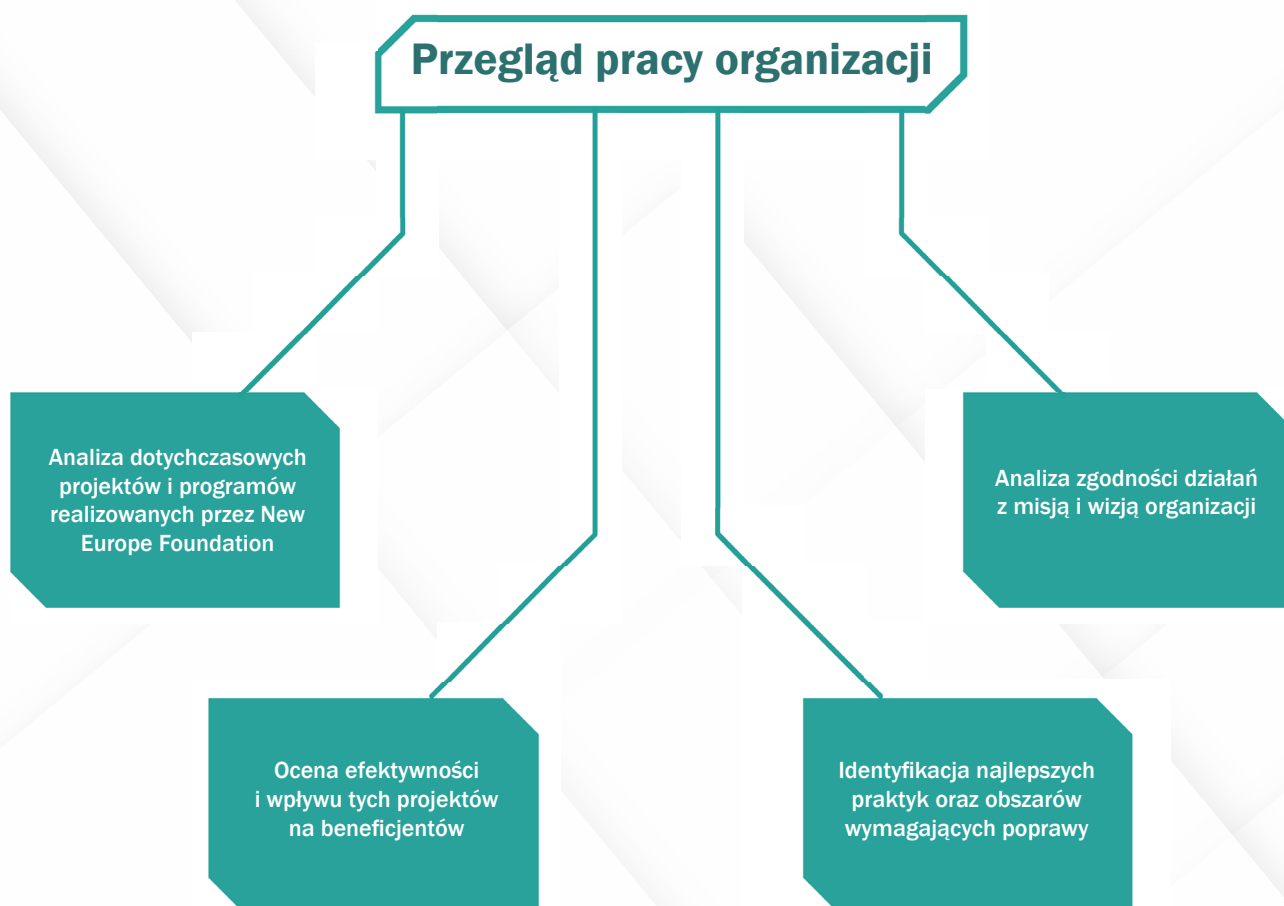 Przegląd pracy organizacji
Analiza dotychczasowych
projektów i programów
realizowanych przez New
Europe Foundation
Analiza zgodności działań
z misją i wizją organizacji
Ocena efektywności
i wpływu tych projektów
na beneficjentów
Identyfikacja najlepszych
praktyk oraz obszarów
wymagających poprawy